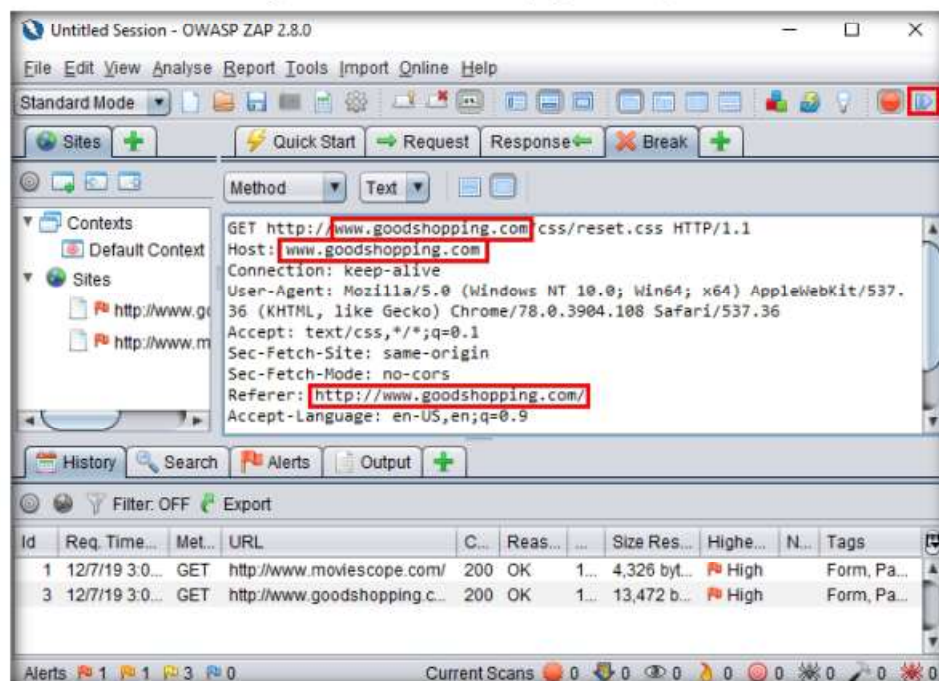 Untitled Session - OWASP ZAP 2.8.0
File Edit View Analyse Report Tools Import Online Help
Standard Mode
Sites
Quick Start
Request
Response
Break
Method
Text
Contexts
Default Context
Sites
http://www.go
http://www.m
GET http://www.goodshopping.com/css/reset.css HTTP/1.1
Host: www.goodshopping.com
Connection: keep-alive
User-Agent: Mozilla/5.0 (Windows NT 10.0; Win64; x64) AppleWebKit/537.
36 (KHTML, like Gecko) Chrome/78.0.3904.108 Safari/537.36
Accept: text/css,*/*;q=0.1
Sec-Fetch-Site: same-origin
Sec-Fetch-Mode: no-cors
Referer: http://www.goodshopping.com/
Accept-Language: en-US,en;q=0.9
History
Search
Alerts
Output
Filter: OFF
Export
Id Req. Time... Met... URL C... Reas... ... Size Res... Highe... N... Tags
1 12/7/19 3:0... GET http://www.moviescope.com/ 200 OK 1... 4,326 byt... High Form, Pa...
3 12/7/19 3:0... GET http://www.goodshopping.c... 200 OK 1... 13,472 b... High Form, Pa...
Alerts 1 1 3 0 Current Scans 0 0 0 0 0 0 0 0